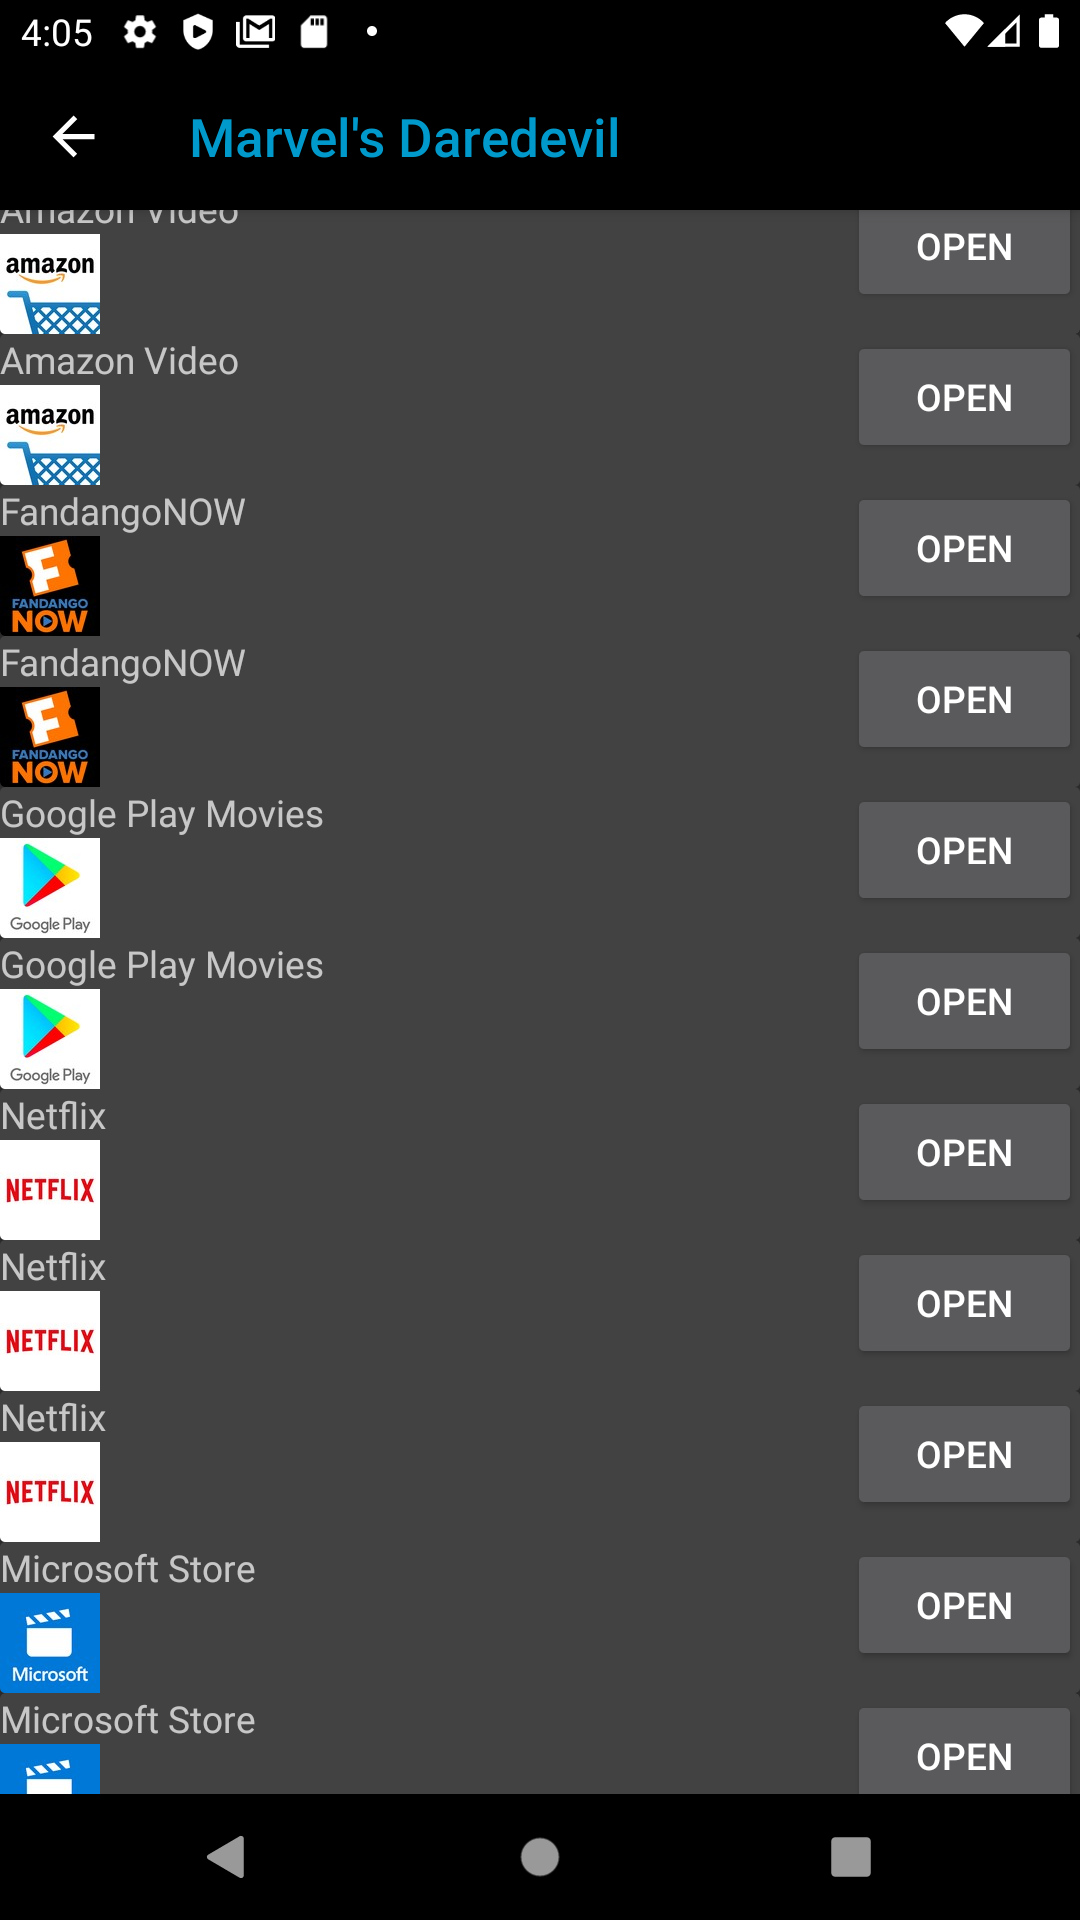 4:05
Marvel's Daredevil
Amazon Video
OPEN
amazon
Amazon Video
OPEN
amazon
FandangoNOW
OPEN
FANDANGO
NOW
FandangoNOW
OPEN
FANDANGO
NOW
Google Play Movies
OPEN
Google Play
Google Play Movies
OPEN
Google Play
Netflix
OPEN
NETFLIX
Netflix
OPEN
NETFLIX
Netflix
OPEN
NETFLIX
Microsoft Store
OPEN
Microsoft
Microsoft Store
OPEN